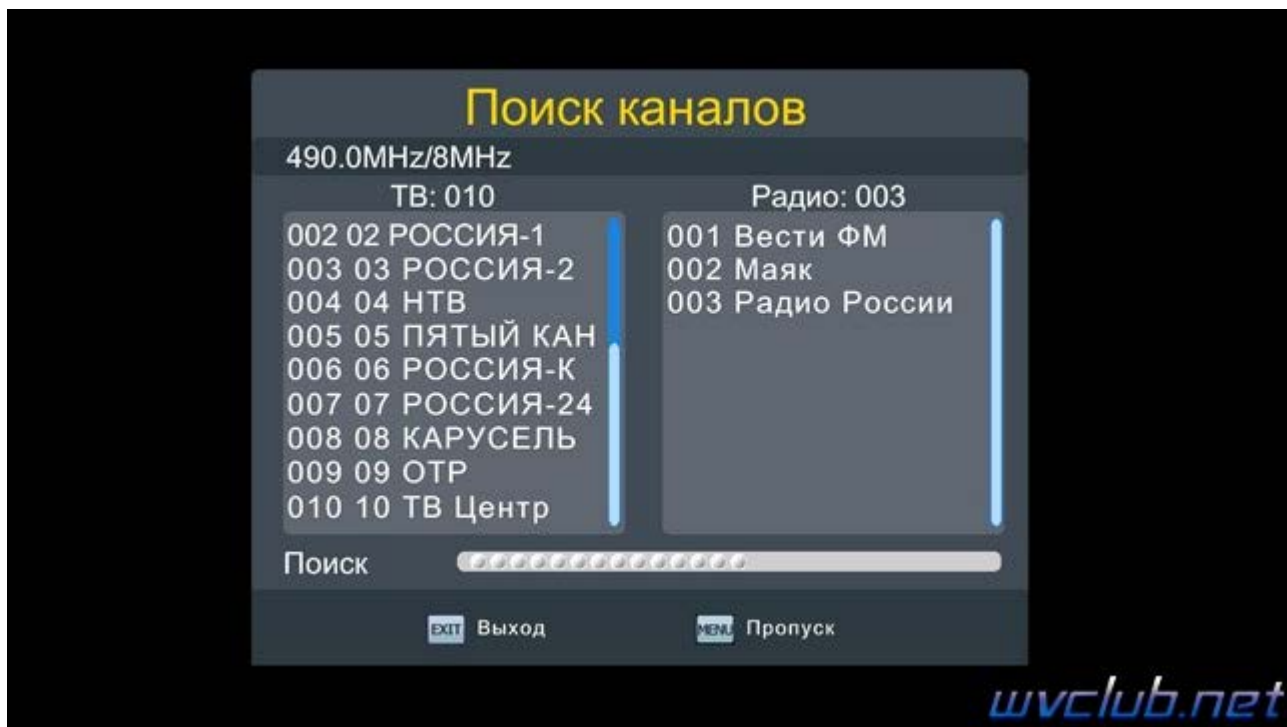 Поиск каналов
490.0MHz/8MHz
ТВ: 010
002 02 РОССИЯ-1
003 03 РОССИЯ-2
004 04 НТВ
005 05 ПЯТЫЙ КАН
006 06 РОССИЯ-К
007 07 РОССИЯ-24
008 08 КАРУСЕЛЬ
009 09 ОТР
010 10 ТВ Центр
Радио: 003
001 Вести ФМ
002 Маяк
003 Радио России
Поиск
EXIT Выход
MENU Пропуск
wvclub.net